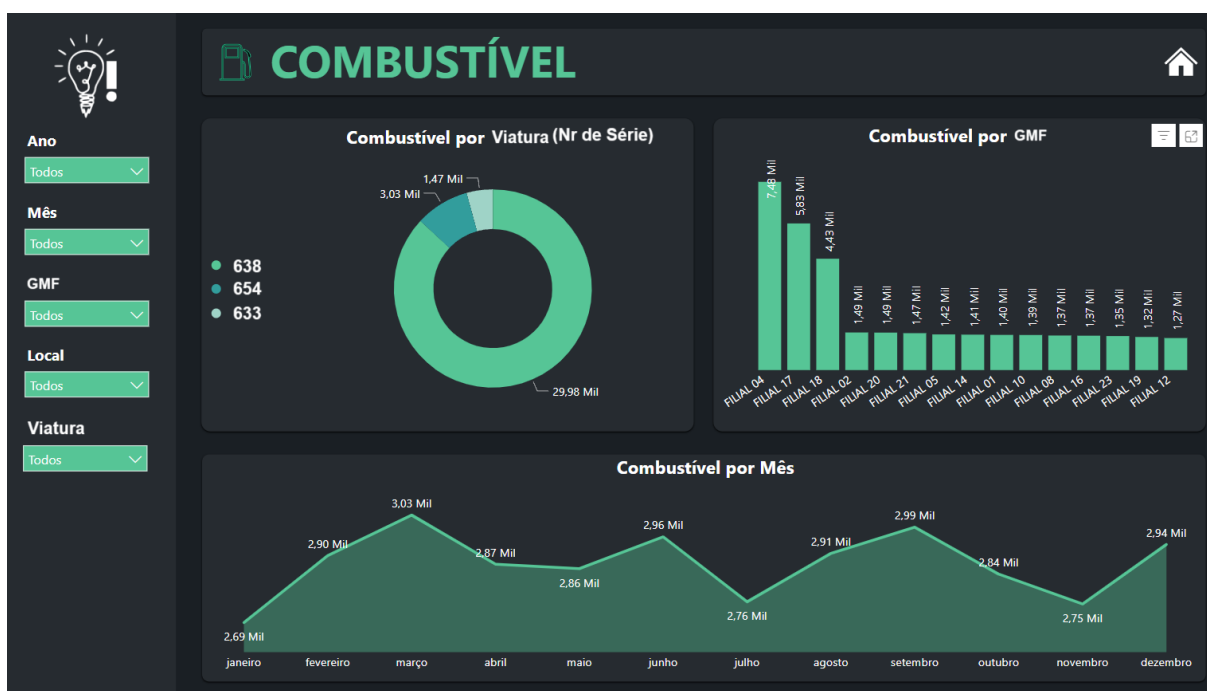 COMBUSTÍVEL
Ano
Todos
Mês
Todos
GMF
Todos
Local
Todos
Viatura
Todos
Combustível por Viatura (Nr de Série)
1,47 Mil
3,03 Mil
29,98 Mil
638
654
633
Combustível por GMF
7,48 Mil
5,83 Mil
4,43 Mil
1,49 Mil
1,49 Mil
1,47 Mil
1,42 Mil
1,41 Mil
1,40 Mil
1,39 Mil
1,37 Mil
1,37 Mil
1,35 Mil
1,32 Mil
1,27 Mil
FILIAL 04
FILIAL 17
FILIAL 18
FILIAL 02
FILIAL 20
FILIAL 21
FILIAL 05
FILIAL 14
FILIAL 01
FILIAL 10
FILIAL 08
FILIAL 16
FILIAL 23
FILIAL 19
FILIAL 12
Combustível por Mês
2,69 Mil
2,90 Mil
3,03 Mil
2,87 Mil
2,86 Mil
2,96 Mil
2,76 Mil
2,91 Mil
2,99 Mil
2,84 Mil
2,75 Mil
2,94 Mil
janeiro fevereiro março abril maio junho julho agosto setembro outubro novembro dezembro